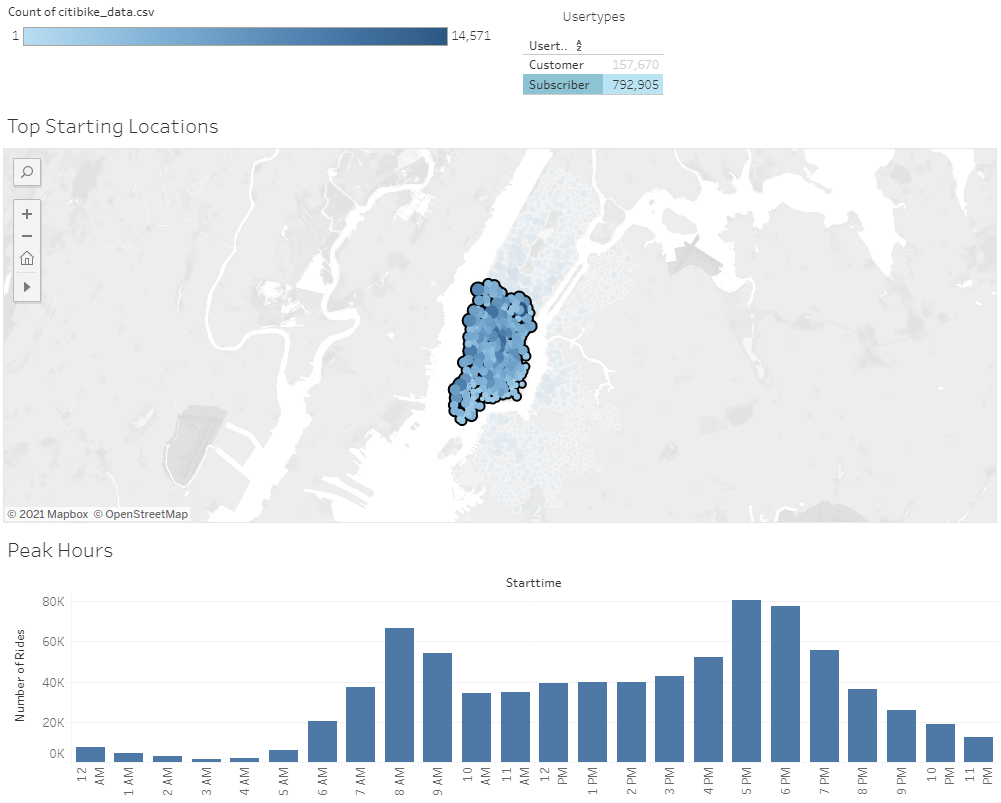 Count of citibike_data.csv
1 14,571
Usertypes
Usert..
Customer 157,670
Subscriber 792,905
Top Starting Locations
© 2021 Mapbox © OpenStreetMap
Peak Hours
Starttime
Number of Rides
80K
60K
40K
20K
0K
12 AM
1 AM
2 AM
3 AM
4 AM
5 AM
6 AM
7 AM
8 AM
9 AM
10 AM
11 AM
12 PM
1 PM
2 PM
3 PM
4 PM
5 PM
6 PM
7 PM
8 PM
9 PM
10 PM
11 PM